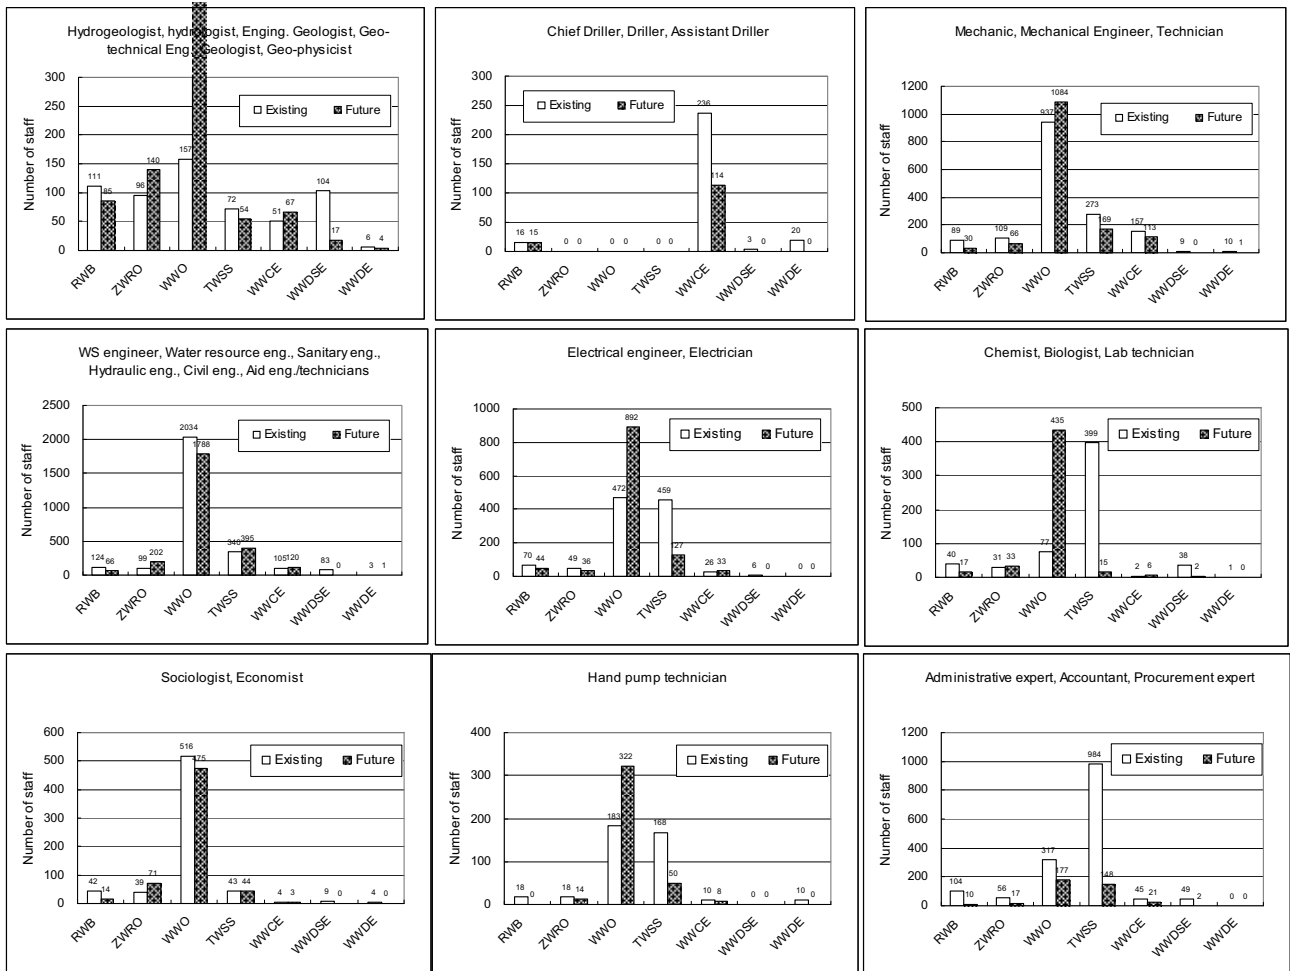 Hydrogeologist, hydrologist, Enging. Geologist, Geo-
technical Eng. Geologist, Geo-physicist
Number of staff
300
250
200
150
100
50
0
Existing Future
111 85 96 140 157 72 54 51 67 104 17 6 4
RWB ZWRO WWO TWSS WWCE WWDSE WWDE
Chief Driller, Driller, Assistant Driller
Number of staff
300
250
200
150
100
50
0
Existing Future
16 15 0 0 0 0 0 0 236 114 3 0 20 0
RWB ZWRO WWO TWSS WWCE WWDSE WWDE
Mechanic, Mechanical Engineer, Technician
Number of staff
1200
1000
800
600
400
200
0
Existing Future
89 30 109 66 937 1084 273 169 157 113 9 0 10 1
RWB ZWRO WWO TWSS WWCE WWDSE WWDE
WS engineer, Water resource eng., Sanitary eng.,
Hydraulic eng., Civil eng., Aid eng./technicians
Number of staff
2500
2000
1500
1000
500
0
Existing Future
124 66 99 202 2034 1788 340 395 105 120 83 0 3 1
RWB ZWRO WWO TWSS WWCE WWDSE WWDE
Electrical engineer, Electrician
Number of staff
1000
800
600
400
200
0
Existing Future
70 44 49 36 472 892 459 127 26 33 6 0 0 0
RWB ZWRO WWO TWSS WWCE WWDSE WWDE
Chemist, Biologist, Lab technician
Number of staff
500
400
300
200
100
0
Existing Future
40 17 31 33 77 435 399 15 2 6 38 2 1 0
RWB ZWRO WWO TWSS WWCE WWDSE WWDE
Sociologist, Economist
Number of staff
600
500
400
300
200
100
0
Existing Future
42 14 39 71 516 475 43 44 4 3 9 0 4 0
RWB ZWRO WWO TWSS WWCE WWDSE WWDE
Hand pump technician
Number of staff
400
300
200
100
0
Existing Future
18 0 18 14 183 322 168 50 10 8 0 0 10 0
RWB ZWRO WWO TWSS WWCE WWDSE WWDE
Administrative expert, Accountant, Procurement expert
Number of staff
1200
1000
800
600
400
200
0
Existing Future
104 10 56 17 317 177 984 148 45 21 49 2 0 0
RWB ZWRO WWO TWSS WWCE WWDSE WWDE